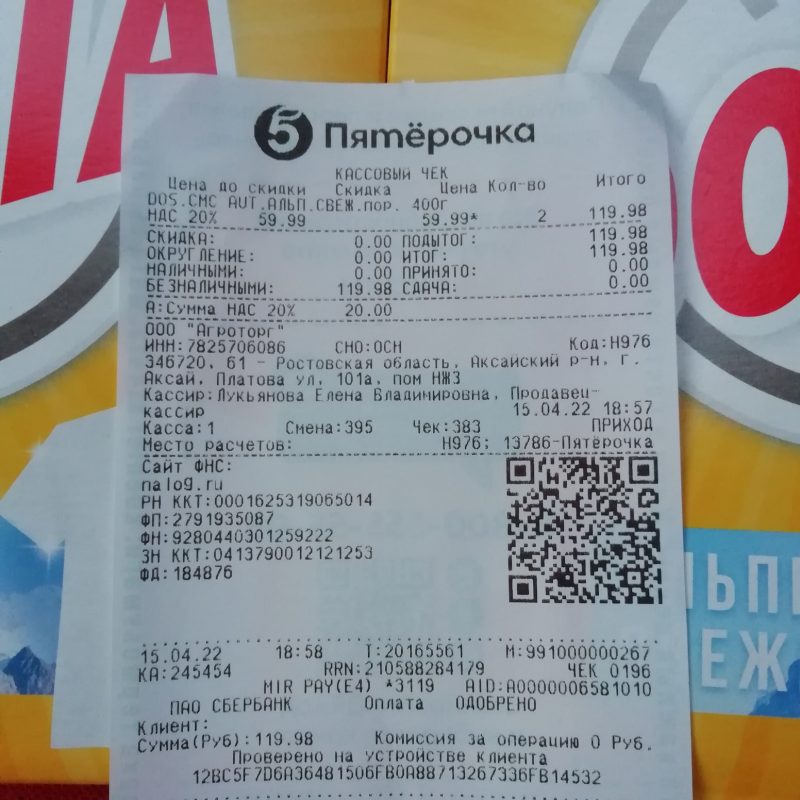 5 Пятёрочка
КАССОВЫЙ ЧЕК
Цена до скидки Скидка Цена Кол-во Итого
DOS.СМС AUT.АЛЬП.СВЕЖ.пор. 400г
НДС 20% 59.99 59.99* 2 119.98
СКИДКА: 0.00 ПОДЫТОГ: 119.98
ОКРУГЛЕНИЕ: 0.00 ИТОГ: 119.98
НАЛИЧНЫМИ: 0.00 ПРИНЯТО: 0.00
БЕЗНАЛИЧНЫМИ: 119.98 СДАЧА: 0.00
А:Сумма НДС 20% 20.00
ООО "Агроторг"
ИНН:7825706086 СНО:ОСН Код:H976
346720, 61 - Ростовская область, Аксайский р-н, г.
Аксай, Платова ул, 101а, пом НЖ3
Кассир:Лукьянова Елена Владимировна, Продавец-
кассир 15.04.22 18:57
Касса:1 Смена:395 Чек:383 ПРИХОД
Место расчетов: H976; 13786-Пятёрочка
Сайт ФНС:
nalog.ru
РН ККТ:0001625319065014
ФП:2791935087
ФН:9280440301259222
ЗН ККТ:0413790012121253
ФД:184876
15.04.22 18:58 Т:20165561 М:991000000267
КА:245454 RRN:210588284179 ЧЕК 0196
MIR PAY(E4) *3119 AID:A0000006581010
ПАО СБЕРБАНК Оплата ОДОБРЕНО
Клиент:
Сумма(Руб):119.98 Комиссия за операцию 0 Руб.
Проверено на устройстве клиента
12BC5F7D6A36481506FB0A88713267336FB14532